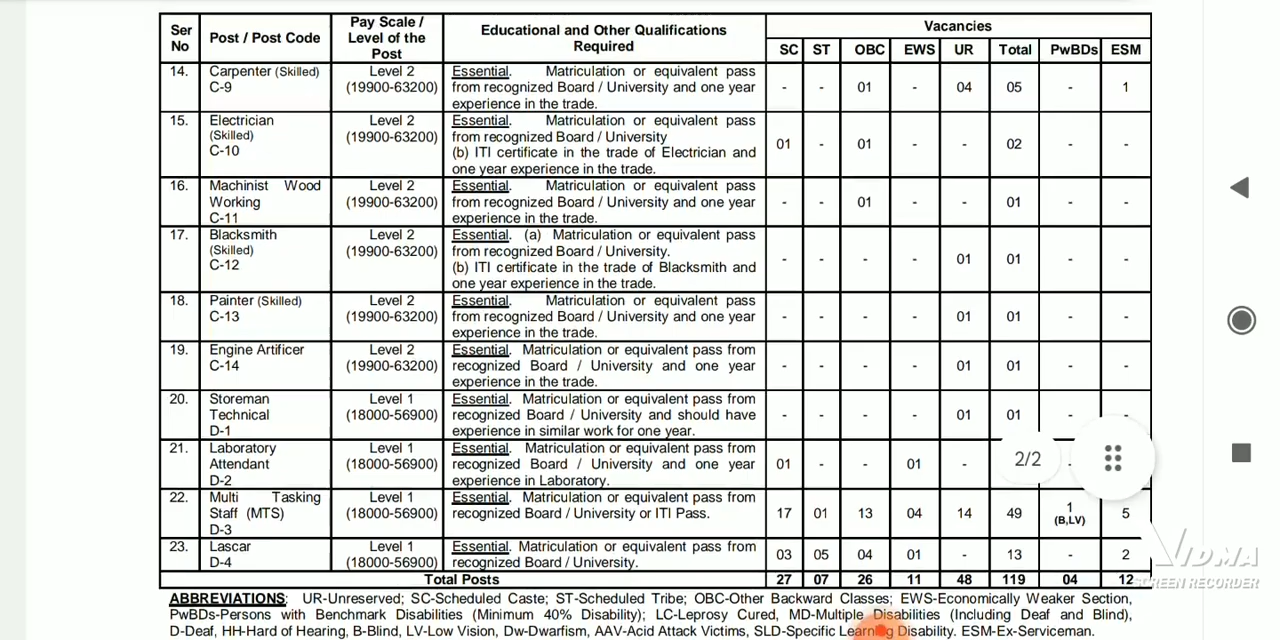 Ser No | Post / Post Code | Pay Scale / Level of the Post | Educational and Other Qualifications Required | Vacancies
SC | ST | OBC | EWS | UR | Total | PwBDs | ESM
14. | Carpenter (Skilled) C-9 | Level 2 (19900-63200) | Essential. Matriculation or equivalent pass from recognized Board / University and one year experience in the trade. | - | - | 01 | - | 04 | 05 | - | 1
15. | Electrician (Skilled) C-10 | Level 2 (19900-63200) | Essential. Matriculation or equivalent pass from recognized Board / University (b) ITI certificate in the trade of Electrician and one year experience in the trade. | 01 | - | 01 | - | - | 02 | - | -
16. | Machinist Wood Working C-11 | Level 2 (19900-63200) | Essential. Matriculation or equivalent pass from recognized Board / University and one year experience in the trade. | - | - | 01 | - | - | 01 | - | -
17. | Blacksmith (Skilled) C-12 | Level 2 (19900-63200) | Essential. (a) Matriculation or equivalent pass from recognized Board / University. (b) ITI certificate in the trade of Blacksmith and one year experience in the trade. | - | - | - | - | 01 | 01 | - | -
18. | Painter (Skilled) C-13 | Level 2 (19900-63200) | Essential. Matriculation or equivalent pass from recognized Board / University and one year experience in the trade. | - | - | - | - | 01 | 01 | - | -
19. | Engine Artificer C-14 | Level 2 (19900-63200) | Essential. Matriculation or equivalent pass from recognized Board / University and one year experience in the trade. | - | - | - | - | 01 | 01 | - | -
20. | Storeman Technical D-1 | Level 1 (18000-56900) | Essential. Matriculation or equivalent pass from recognized Board / University and should have experience in similar work for one year. | - | - | - | - | 01 | 01 | - | -
21. | Laboratory Attendant D-2 | Level 1 (18000-56900) | Essential. Matriculation or equivalent pass from recognized Board / University and one year experience in Laboratory. | 01 | - | - | 01 | - | 2/2 | -
22. | Multi Tasking Staff (MTS) D-3 | Level 1 (18000-56900) | Essential. Matriculation or equivalent pass from recognized Board / University or ITI Pass. | 17 | 01 | 13 | 04 | 14 | 49 | 1 (B,LV) | 5
23. | Lascar D-4 | Level 1 (18000-56900) | Essential. Matriculation or equivalent pass from recognized Board / University. | 03 | 05 | 04 | 01 | - | 13 | - | 2
Total Posts | 27 | 07 | 26 | 11 | 48 | 119 | 04 | 12
VIDMA
SCREEN RECORDER
ABBREVIATIONS: UR-Unreserved; SC-Scheduled Caste; ST-Scheduled Tribe; OBC-Other Backward Classes; EWS-Economically Weaker Section,
PwBDs-Persons with Benchmark Disabilities (Minimum 40% Disability); LC-Leprosy Cured, MD-Multiple Disabilities (Including Deaf and Blind),
D-Deaf, HH-Hard of Hearing, B-Blind, LV-Low Vision, Dw-Dwarfism, AAV-Acid Attack Victims, SLD-Specific Learning Disability. ESM-Ex-Serviceman.